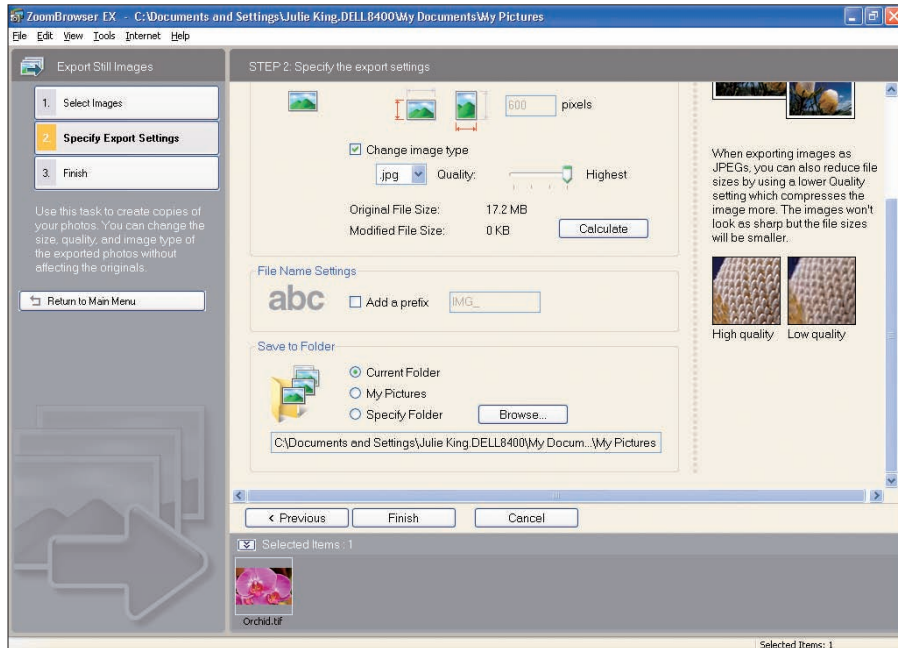 ZoomBrowser EX - C:\Documents and Settings\Julie King.DELL8400\My Documents\My Pictures
File Edit View Tools Internet Help
Export Still Images
1. Select Images
2. Specify Export Settings
3. Finish
Use this task to create copies of
your photos. You can change the
size, quality, and image type of
the exported photos without
affecting the originals.
Return to Main Menu
STEP 2: Specify the export settings
600 pixels
Change image type
.jpg Quality: Highest
Original File Size: 17.2 MB
Modified File Size: 0 KB Calculate
File Name Settings
abc Add a prefix IMG_
Save to Folder
Current Folder
My Pictures
Specify Folder Browse...
C:\Documents and Settings\Julie King.DELL8400\My Docum...\My Pictures
When exporting images as
JPEGs, you can also reduce file
sizes by using a lower Quality
setting which compresses the
image more. The images won't
look as sharp but the file sizes
will be smaller.
High quality Low quality
< Previous Finish Cancel
Selected Items : 1
Orchid.tif
Selected Items: 1